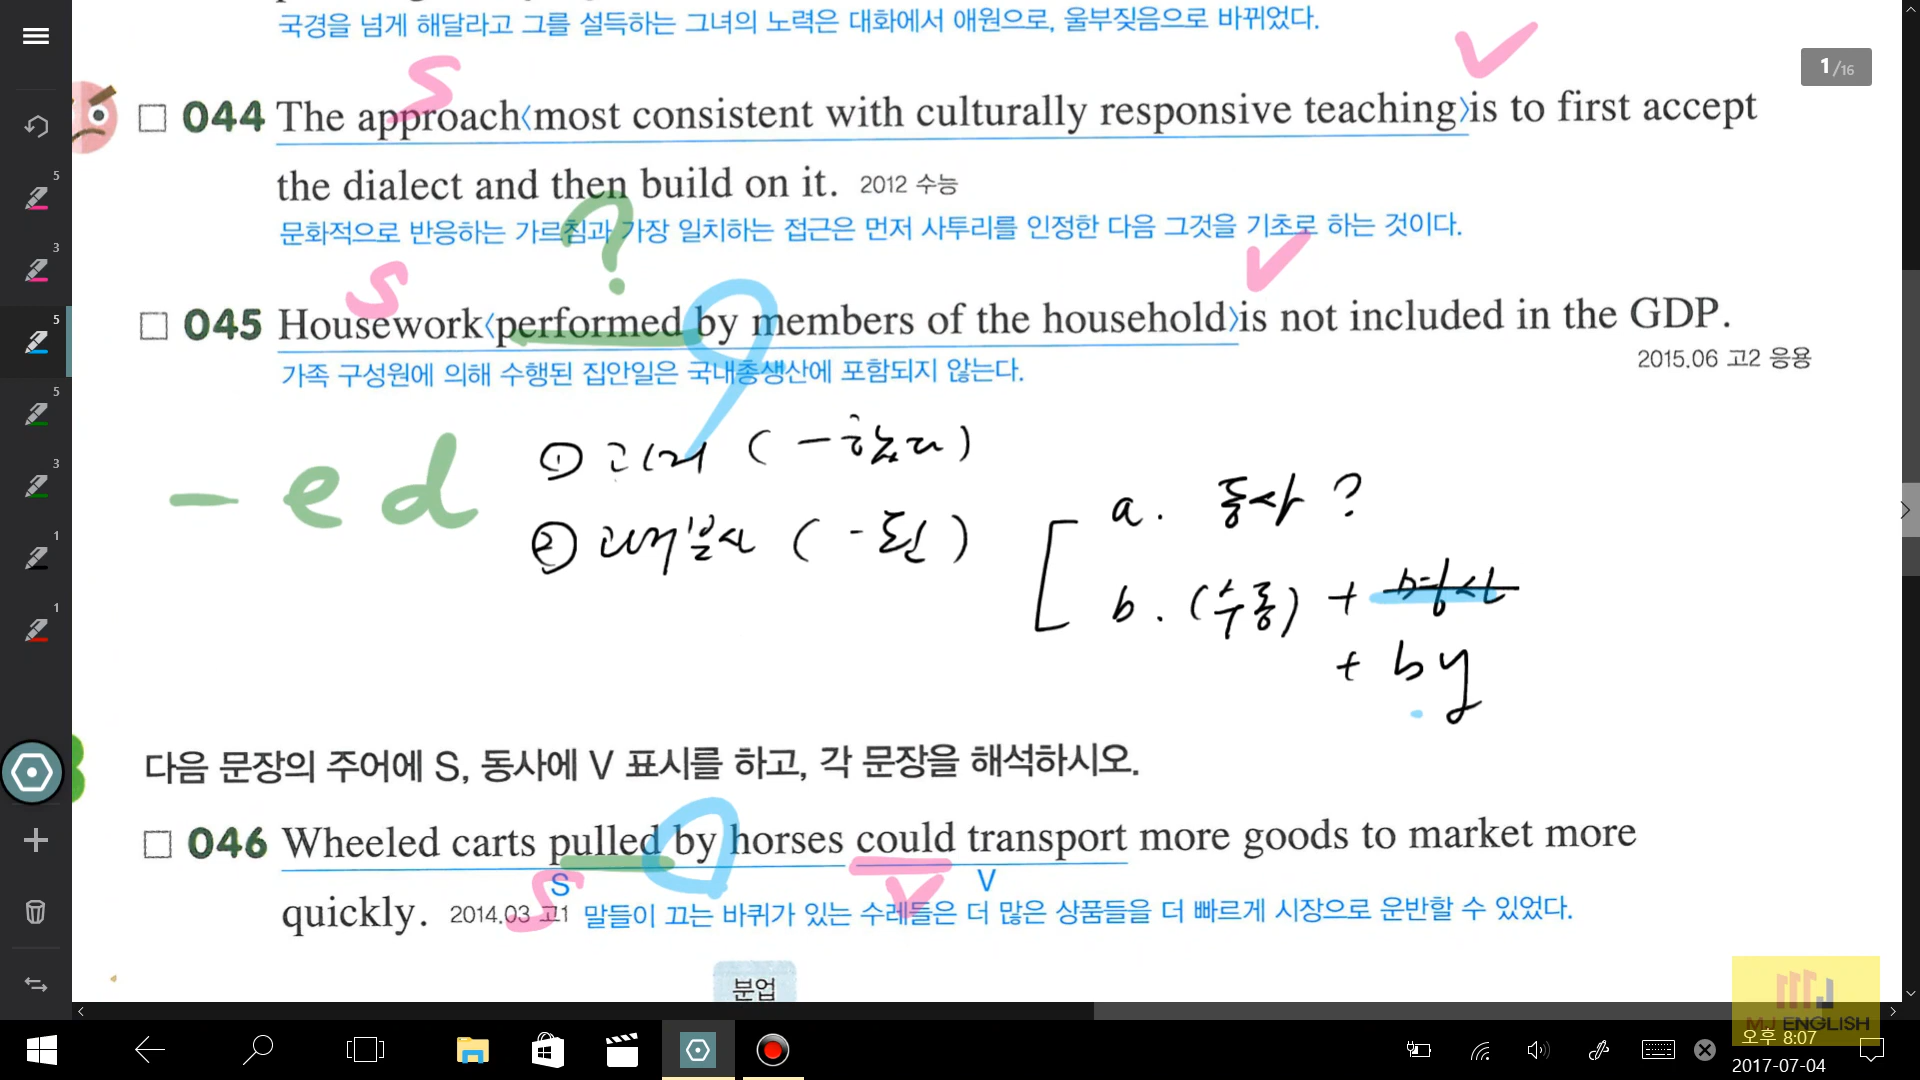 국경을 넘게 해달라고 그를 설득하는 그녀의 노력은 대화에서 애원으로, 울부짖음으로 바뀌었다.
1/16
S
044 The approach〈most consistent with culturally responsive teaching〉is to first accept
the dialect and then build on it. 2012 수능
문화적으로 반응하는 가르침과 가장 일치하는 접근은 먼저 사투리를 인정한 다음 그것을 기초로 하는 것이다.
?
S
045 Housework〈performed by members of the household〉is not included in the GDP.
2015.06 고2 응용
가족 구성원에 의해 수행된 집안일은 국내총생산에 포함되지 않는다.
- ed
① 과거 ( -했다 )
② 과거분사 ( -된 )
a. 동사 ?
b. (수동) + 명사
+ by
다음 문장의 주어에 S, 동사에 V 표시를 하고, 각 문장을 해석하시오.
046 Wheeled carts pulled by horses could transport more goods to market more
S V
S V
quickly. 2014.03 고1 말들이 끄는 바퀴가 있는 수레들은 더 많은 상품들을 더 빠르게 시장으로 운반할 수 있었다.
분업
MJ ENGLISH
오후 8:07
2017-07-04
5
3
5
5
3
1
1